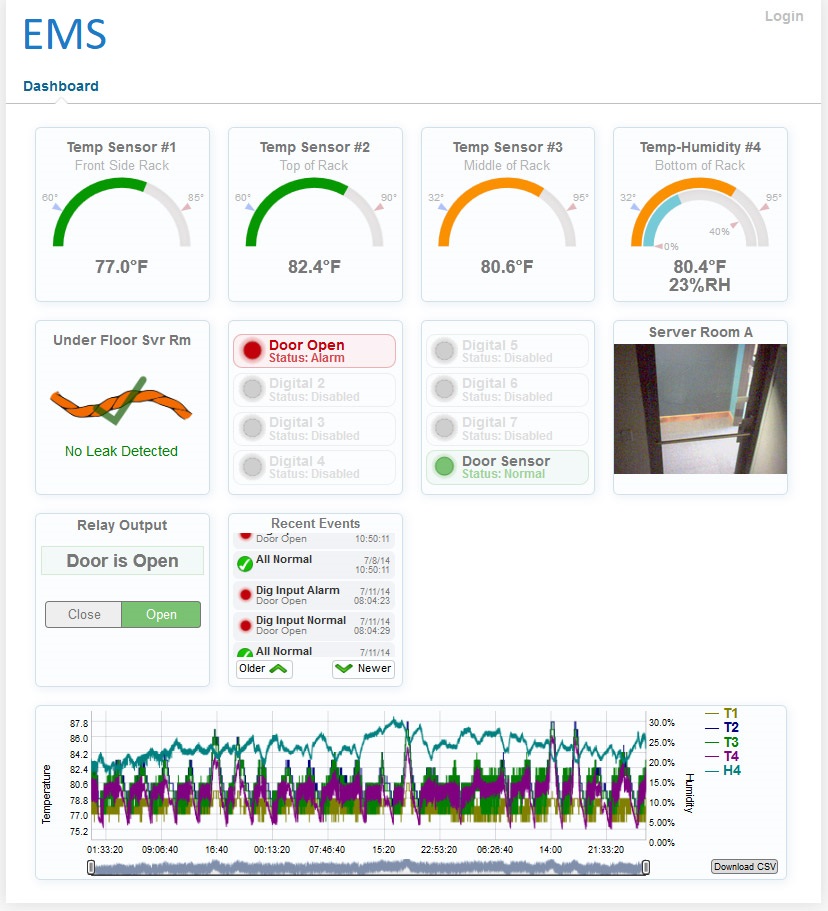 Login
EMS
Dashboard
Temp Sensor #1
Front Side Rack
60°
85°
77.0°F
Temp Sensor #2
Top of Rack
60°
90°
82.4°F
Temp Sensor #3
Middle of Rack
32°
95°
80.6°F
Temp-Humidity #4
Bottom of Rack
32°
95°
40%
0%
80.4°F
23%RH
Under Floor Svr Rm
No Leak Detected
Door Open
Status: Alarm
Digital 2
Status: Disabled
Digital 3
Status: Disabled
Digital 4
Status: Disabled
Digital 5
Status: Disabled
Digital 6
Status: Disabled
Digital 7
Status: Disabled
Door Sensor
Status: Normal
Server Room A
Relay Output
Door is Open
Close Open
Recent Events
Door Open 10:50:11
All Normal 7/8/14
10:50:11
Dig Input Alarm 7/11/14
Door Open 08:04:23
Dig Input Normal 7/11/14
Door Open 08:04:29
All Normal 7/11/14
Older Newer
87.8
86.0
84.2
82.4
80.6
78.8
77.0
75.2
Temperature
30.0%
25.0%
20.0%
15.0%
10.0%
5.00%
0.00%
Humidity
T1
T2
T3
T4
H4
01:33:20 09:06:40 16:40 00:13:20 07:46:40 15:20 22:53:20 06:26:40 14:00 21:33:20
Download CSV